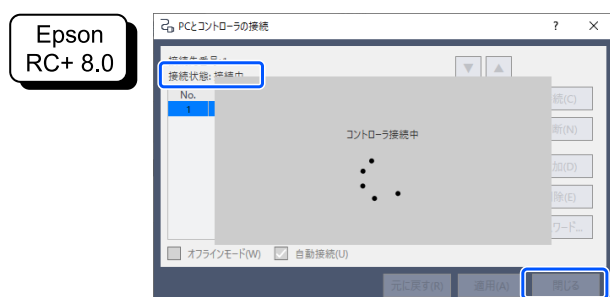 Epson
RC+ 8.0
PCとコントローラの接続
? ×
接続状態: 接続中
No.
1
コントローラ接続中
続(C)
断(N)
加(D)
除(E)
ワード...
オフラインモード(W)
自動接続(U)
元に戻す(R)
適用(A)
閉じる